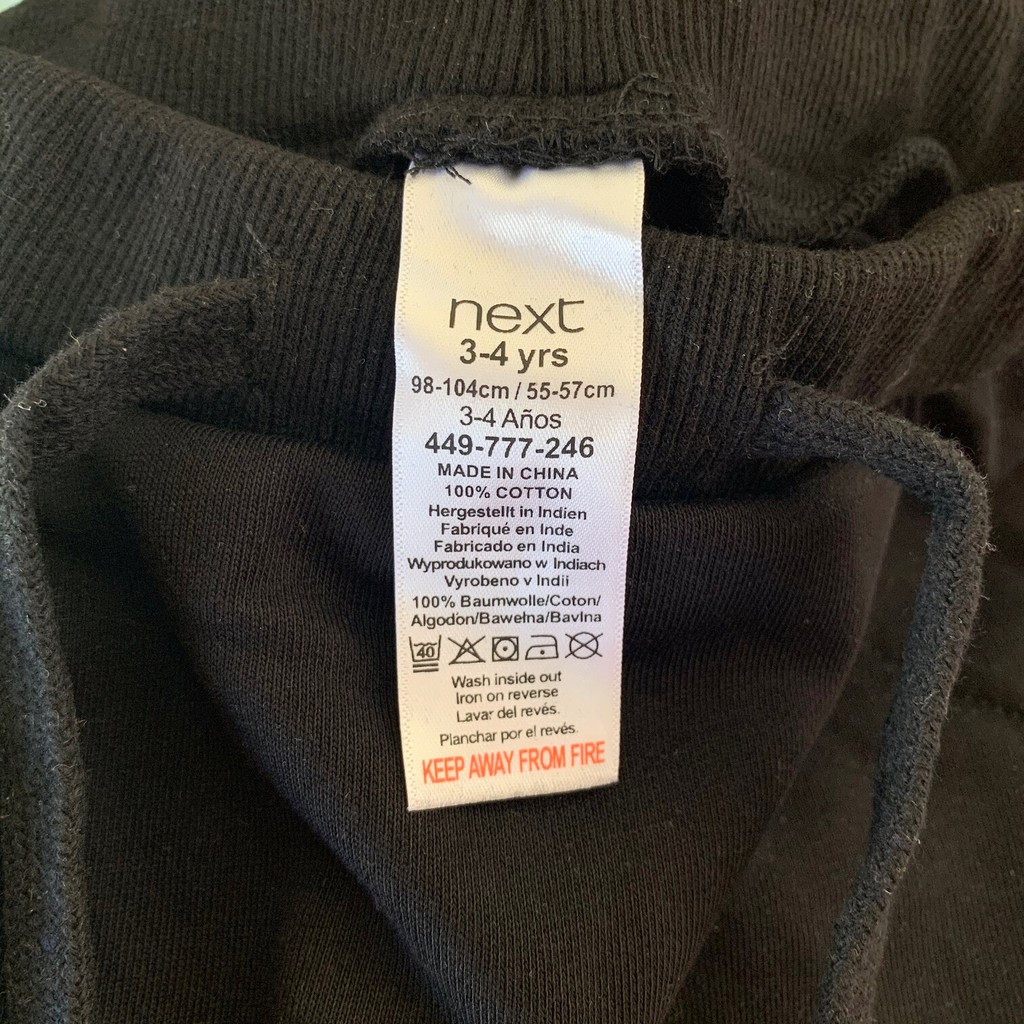 next
3-4 yrs
98-104cm / 55-57cm
3-4 Años
449-777-246
MADE IN CHINA
100% COTTON
Hergestellt in Indien
Fabriqué en Inde
Fabricado en India
Wyprodukowano w Indiach
Vyrobeno v Indii
100% Baumwolle/Coton/
Algodón/Bawełna/Bavlna
40
Wash inside out
Iron on reverse
Lavar del revés.
Planchar por el revés.
KEEP AWAY FROM FIRE